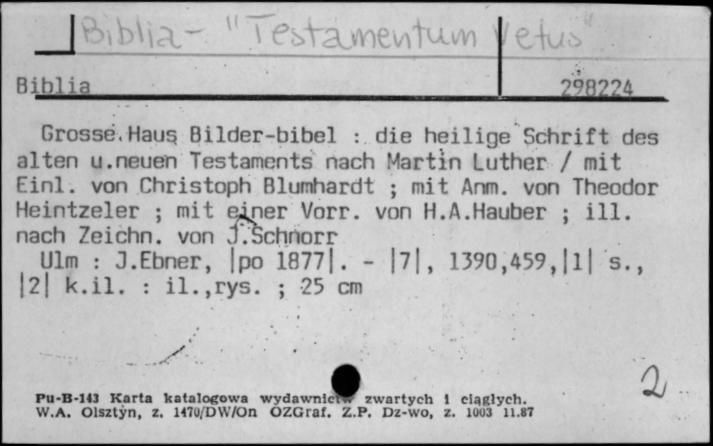 Biblia - "Testamentum Vetus"
Biblia 298224
Grosse Haus Bilder-bibel : die heilige Schrift des
alten u.neuen Testaments nach Martin Luther / mit
Einl. von Christoph Blumhardt ; mit Anm. von Theodor
Heintzeler ; mit einer Vorr. von H.A.Hauber ; ill.
nach Zeichn. von J.Schnorr
Ulm : J.Ebner, |po 1877|. - |7|, 1390,459,|1| s.,
|2| k.il. : il.,rys. ; 25 cm
2
Pu-B-143 Karta katalogowa wydawnictw zwartych i ciągłych.
W.A. Olsztyn, z. 1470/DW/On OZGraf. Z.P. Dz-wo, z. 1003 11.87